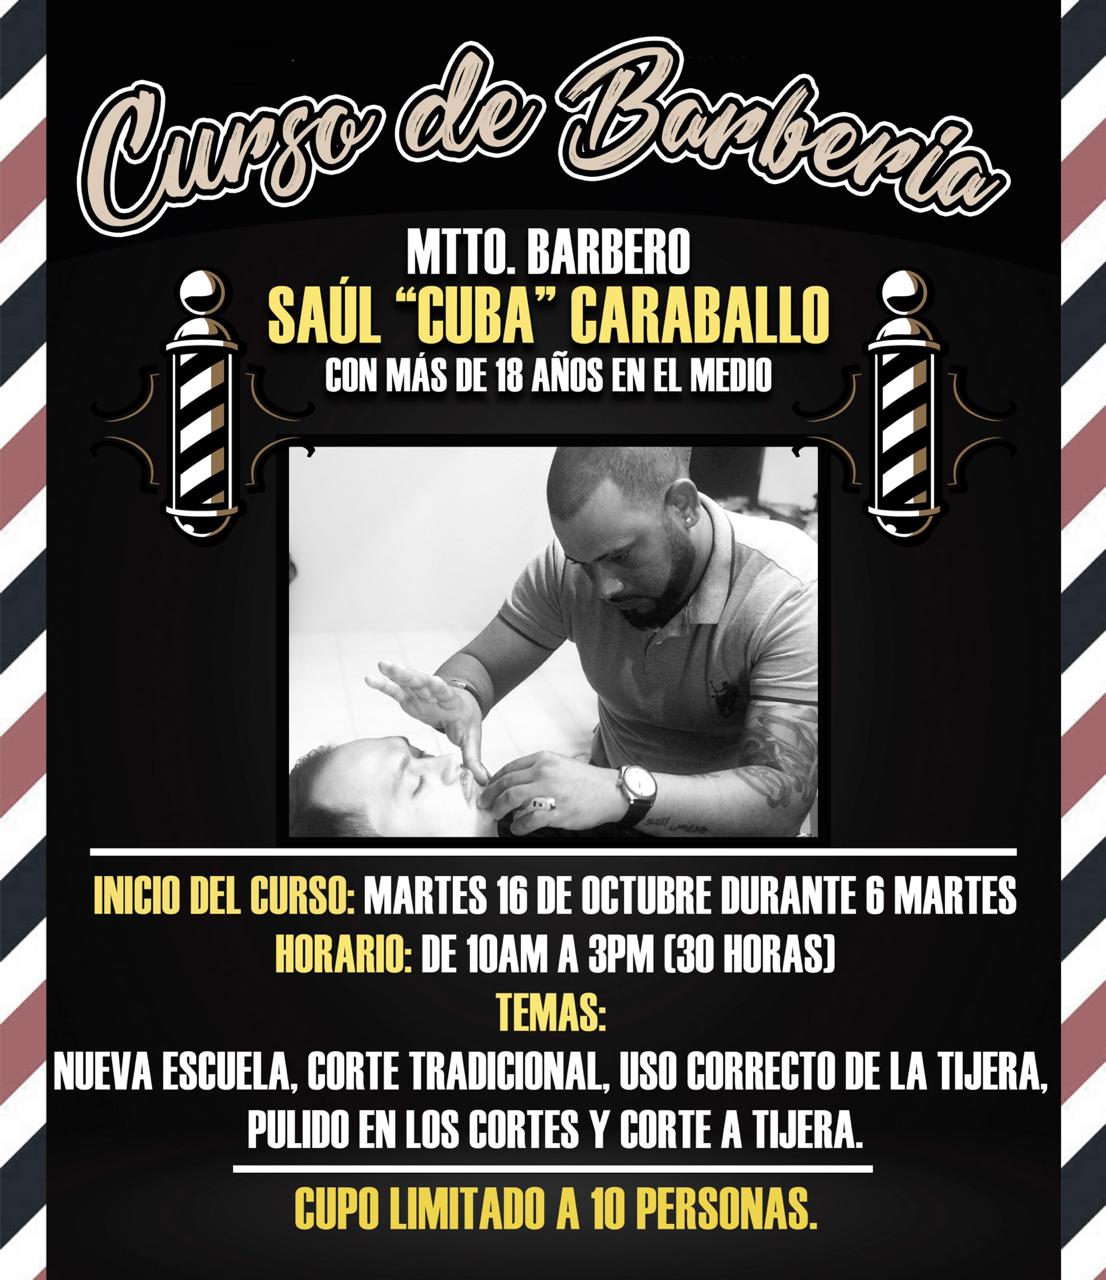 Curso de Barbería
MTTO. BARBERO
SAÚL “CUBA” CARABALLO
CON MÁS DE 18 AÑOS EN EL MEDIO
INICIO DEL CURSO: MARTES 16 DE OCTUBRE DURANTE 6 MARTES
HORARIO: DE 10AM A 3PM (30 HORAS)
TEMAS:
NUEVA ESCUELA, CORTE TRADICIONAL, USO CORRECTO DE LA TIJERA,
PULIDO EN LOS CORTES Y CORTE A TIJERA.
CUPO LIMITADO A 10 PERSONAS.